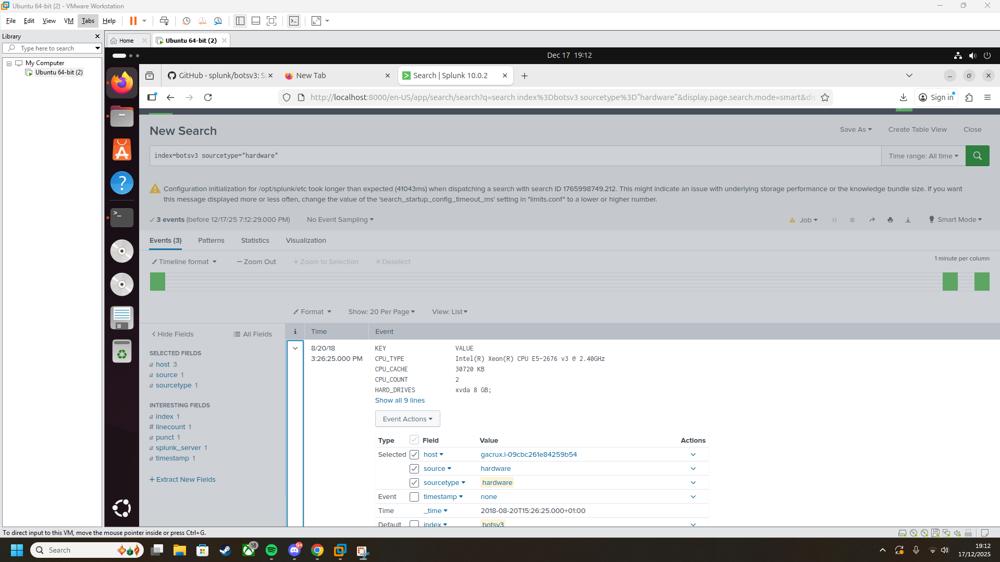 Ubuntu 64-bit (2) - VMware Workstation
File Edit View VM Tabs Help
Library
Type here to search
My Computer
Ubuntu 64-bit (2)
Home
Ubuntu 64-bit (2)
Dec 17 19:12
GitHub - splunk/botsv3: S
New Tab
Search | Splunk 10.0.2
http://localhost:8000/en-US/app/search/search?q=search index%3Dbotsv3 sourcetype%3D"hardware"&display.page.search.mode=smart&dis
Sign in
New Search
Save As
Create Table View
Close
index=botsv3 sourcetype="hardware"
Time range: All time
Configuration initialization for /opt/splunk/etc took longer than expected (41043ms) when dispatching a search with search ID 1765998749.212. This might indicate an issue with underlying storage performance or the knowledge bundle size. If you want
this message displayed more or less often, change the value of the 'search_startup_config_timeout_ms' setting in "limits.conf" to a lower or higher number.
3 events (before 12/17/25 7:12:29.000 PM)
No Event Sampling
Job
Smart Mode
Events (3)
Patterns
Statistics
Visualization
Timeline format
Zoom Out
+ Zoom to Selection
Deselect
1 minute per column
Format
Show: 20 Per Page
View: List
Hide Fields
All Fields
i
Time
Event
SELECTED FIELDS
a host 3
a source 1
a sourcetype 1
INTERESTING FIELDS
a index 1
# linecount 1
a punct 1
a splunk_server 1
a timestamp 1
+ Extract New Fields
8/20/18
3:26:25.000 PM
KEY VALUE
CPU_TYPE Intel(R) Xeon(R) CPU E5-2676 v3 @ 2.40GHz
CPU_CACHE 30720 KB
CPU_COUNT 2
HARD_DRIVES xvda 8 GB;
Show all 9 lines
Event Actions
Type Field Value Actions
Selected host gacrux.i-09cbc261e84259b54
source hardware
sourcetype hardware
Event timestamp none
Time _time 2018-08-20T15:26:25.000+01:00
Default index botsv3
To direct input to this VM, move the mouse pointer inside or press Ctrl+G.
Search
18
9+
19:12
17/12/2025